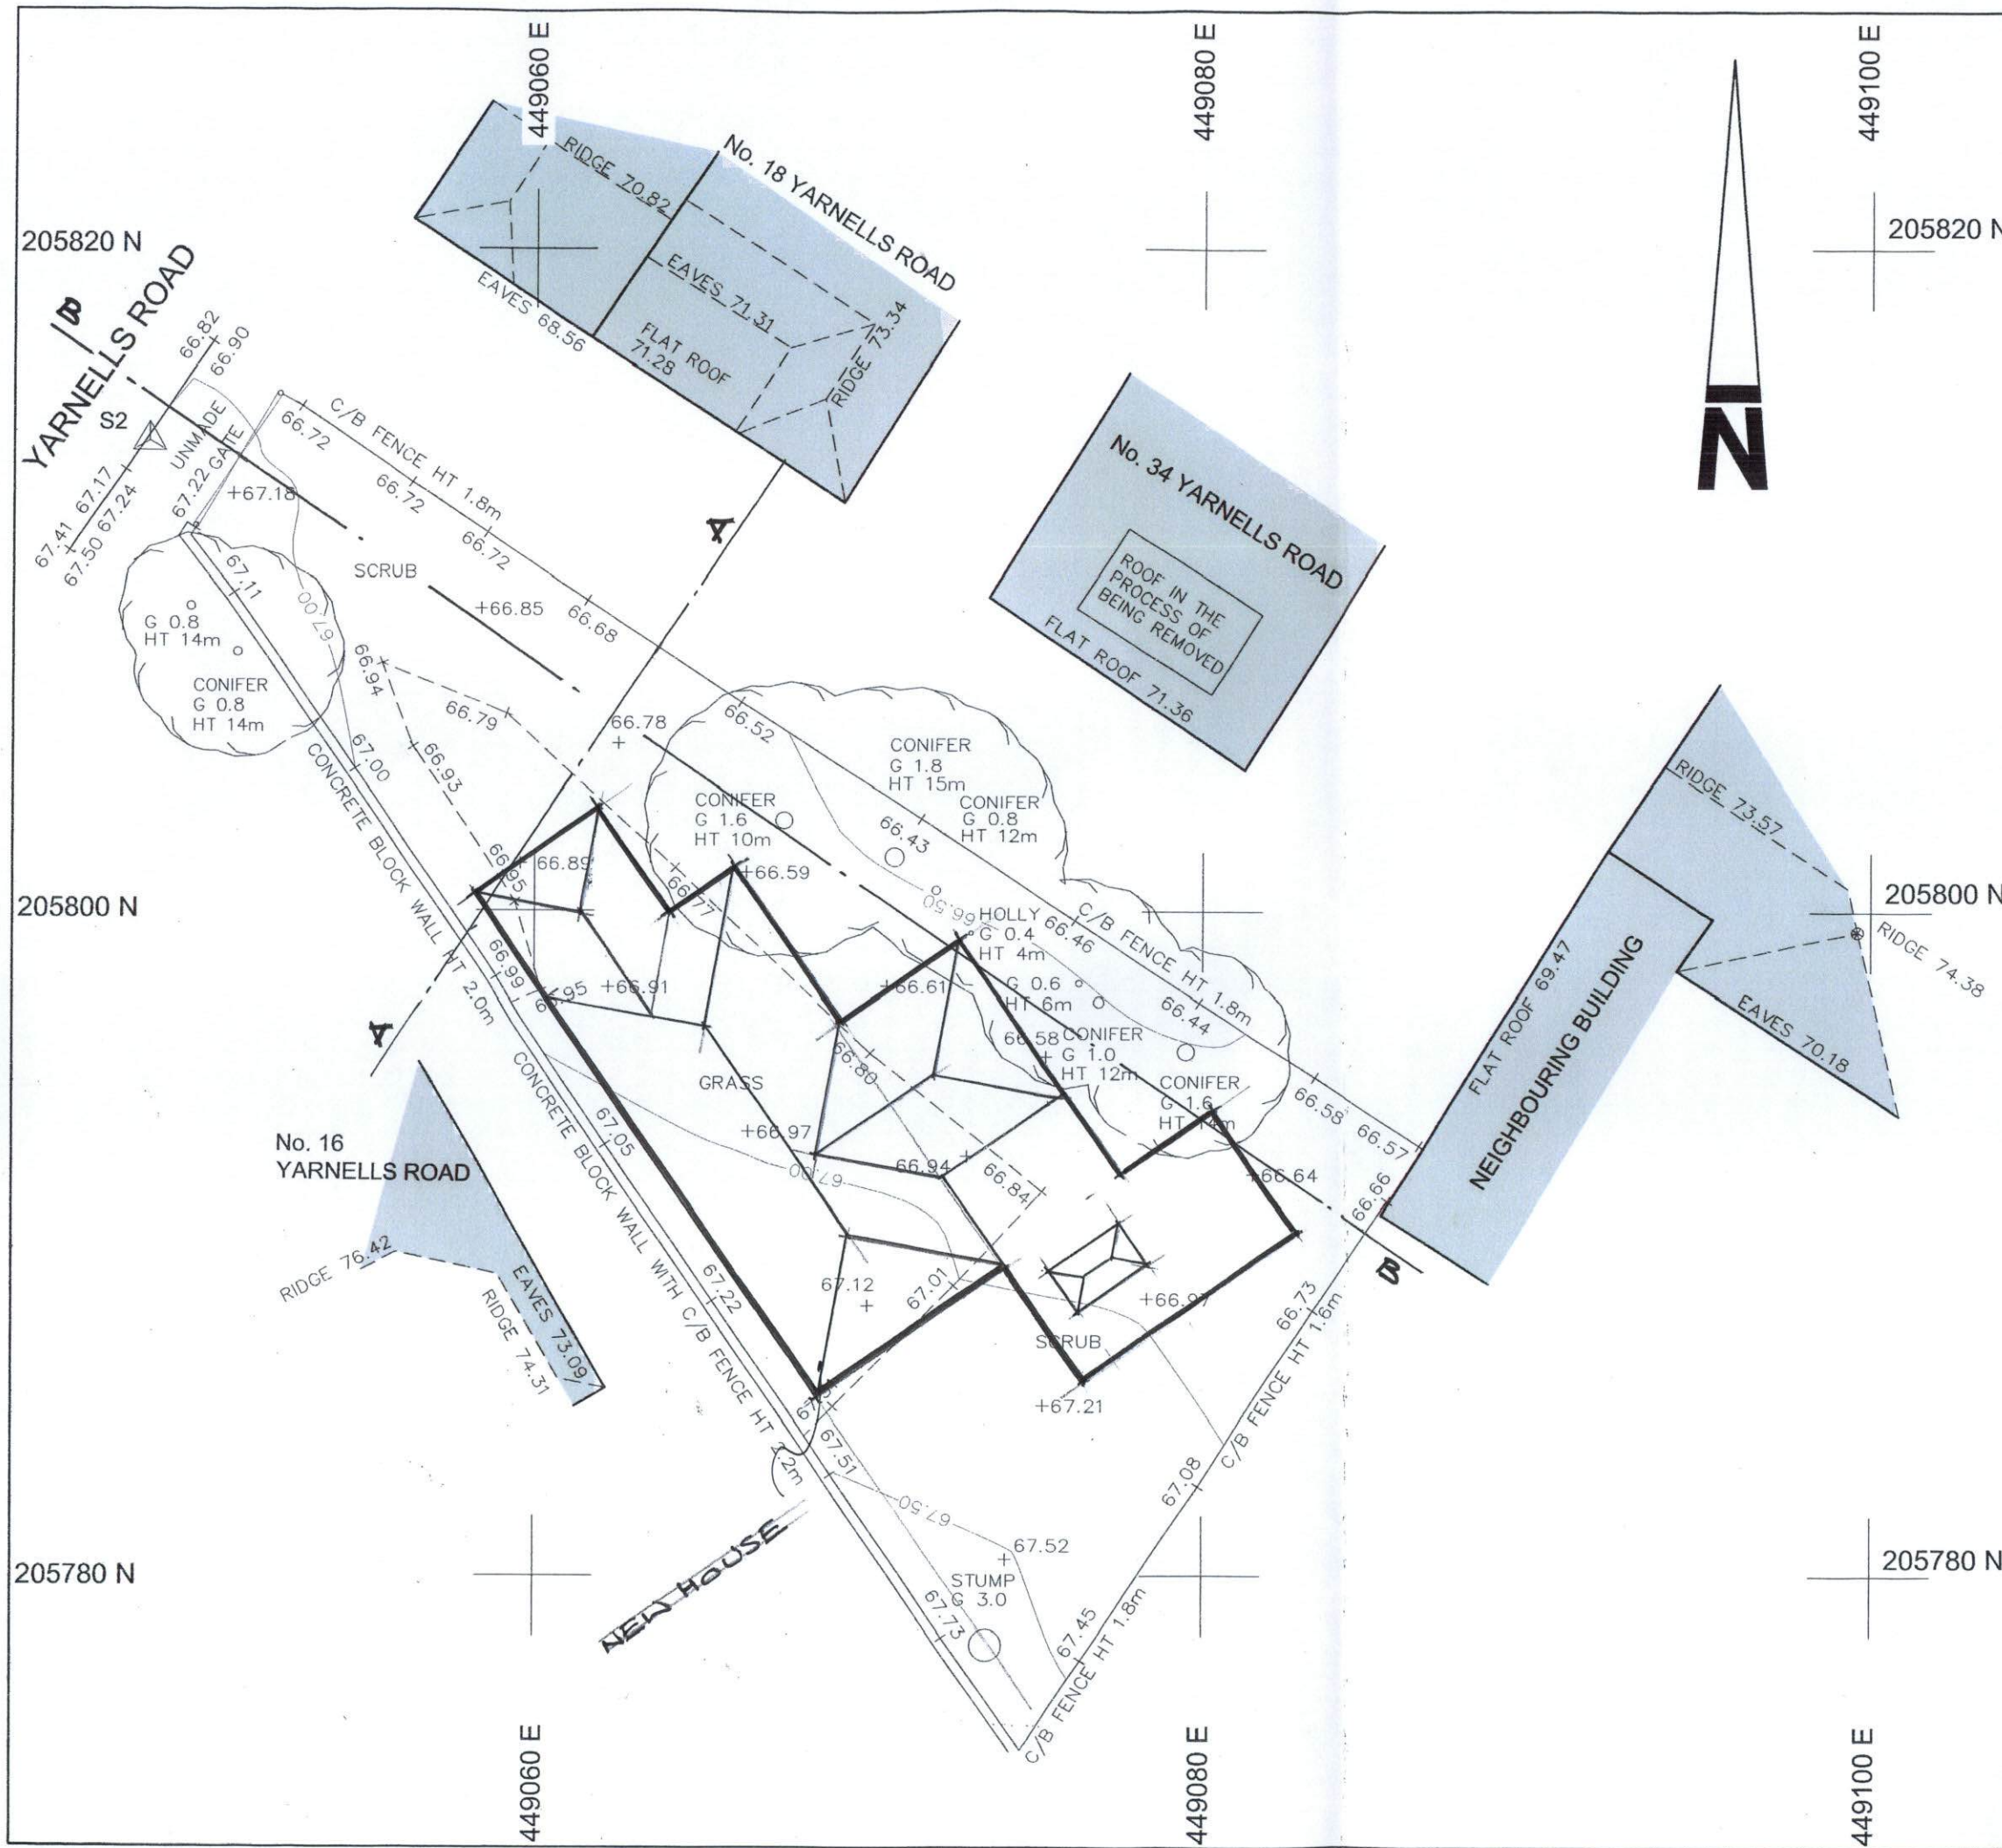 449060 E
449080 E
449100 E
205820 N
205820 N
RIDGE 70.82
No. 18 YARNELLS ROAD
EAVES 71.31
EAVES 68.56
FLAT ROOF
71.28
RIDGE 73.34
YARNELLS ROAD
B
S2
66.82
66.90
UNMADE
GATE
67.22
67.41 67.17
67.50 67.24
+67.18
66.72
C/B FENCE HT 1.8m
66.72
66.72
66.68
SCRUB
+66.85
A
N
No. 34 YARNELLS ROAD
ROOF IN THE
PROCESS OF
BEING REMOVED
FLAT ROOF 71.36
67.11
67.00
G 0.8
HT 14m
CONIFER
G 0.8
HT 14m
66.94
66.79
66.93
67.00
66.78
66.52
CONIFER
G 1.8
HT 15m
CONIFER
G 0.8
HT 12m
CONIFER
G 1.6
HT 10m
66.43
66.50
CONCRETE BLOCK WALL HT 2.0m
66.95
66.89
66.77
+66.59
205800 N
205800 N
HOLLY
G 0.4
HT 4m
66.46
C/B FENCE HT 1.8m
66.44
G 0.6
HT 6m
66.99
+66.91
+66.61
66.58
CONIFER
G 1.0
HT 12m
CONIFER
G 1.6
HT 14m
66.80
A
GRASS
RIDGE 73.57
RIDGE 74.38
EAVES 70.18
FLAT ROOF 69.47
NEIGHBOURING BUILDING
66.58
66.57
66.66
+66.64
67.05
+66.97
67.00
66.94
66.84
No. 16
YARNELLS ROAD
RIDGE 76.42
RIDGE 74.31
EAVES 73.09
CONCRETE BLOCK WALL WITH C/B FENCE HT 2.2m
67.22
67.12
67.01
+66.97
SCRUB
+67.21
B
66.73
C/B FENCE HT 1.6m
67.08
67.51
67.50
67.52
STUMP
G 3.0
67.73
67.45
C/B FENCE HT 1.8m
NEW HOUSE
205780 N
205780 N
449060 E
449080 E
449100 E